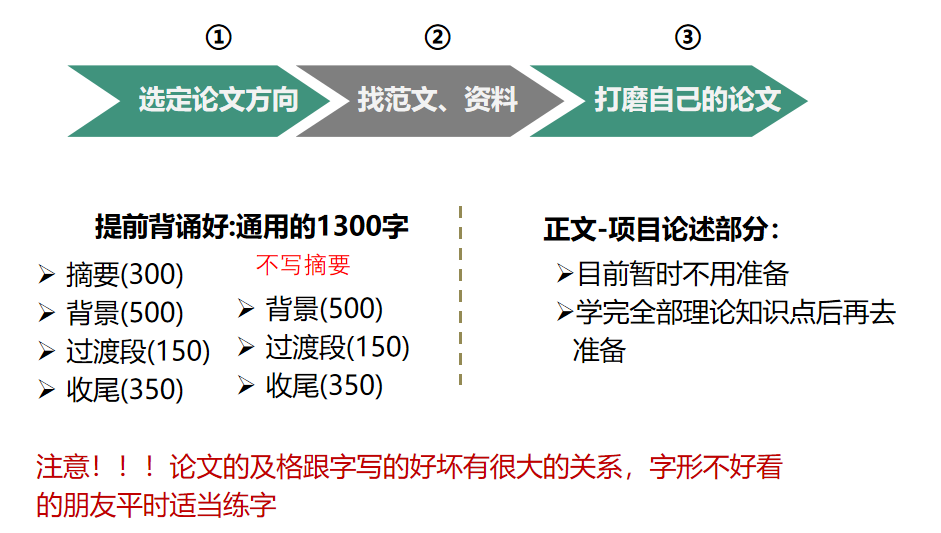 ① ② ③
选定论文方向 找范文、资料 打磨自己的论文
提前背诵好:通用的1300字
摘要(300)
背景(500)
过渡段(150)
收尾(350)
不写摘要
背景(500)
过渡段(150)
收尾(350)
正文-项目论述部分：
目前暂时不用准备
学完全部理论知识点后再去
准备
注意！！！论文的及格跟字写的好坏有很大的关系，字形不好看
的朋友平时适当练字